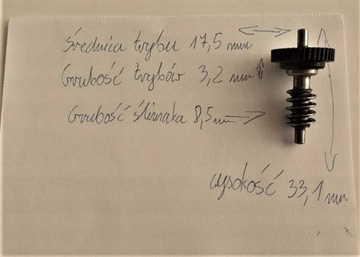 średnica trybu 17,5 mm
Grubość trybów 3,2 mm
Grubość ślimaka 8,5 mm
wysokość 33,1 mm